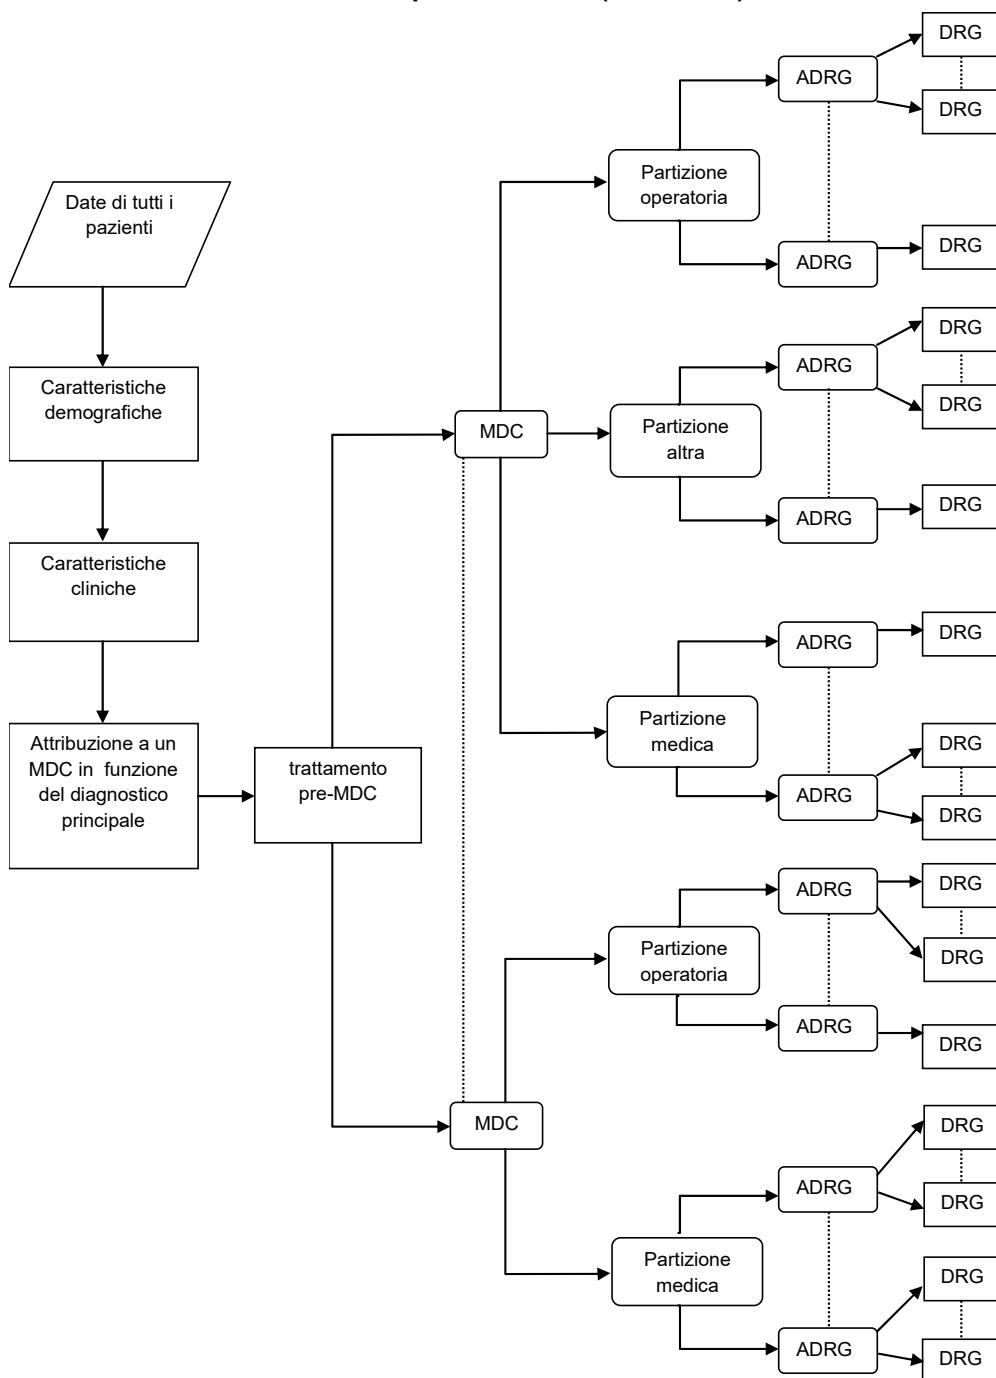 Date di tutti i
pazienti
Caratteristiche
demografiche
Caratteristiche
cliniche
Attribuzione a un
MDC in funzione
del diagnostico
principale
trattamento
pre-MDC
MDC
Partizione
operatoria
ADRG
DRG
DRG
ADRG
DRG
Partizione
altra
ADRG
DRG
DRG
ADRG
DRG
Partizione
medica
ADRG
DRG
ADRG
DRG
DRG
MDC
Partizione
operatoria
ADRG
DRG
DRG
ADRG
DRG
Partizione
medica
ADRG
DRG
DRG
ADRG
DRG
DRG